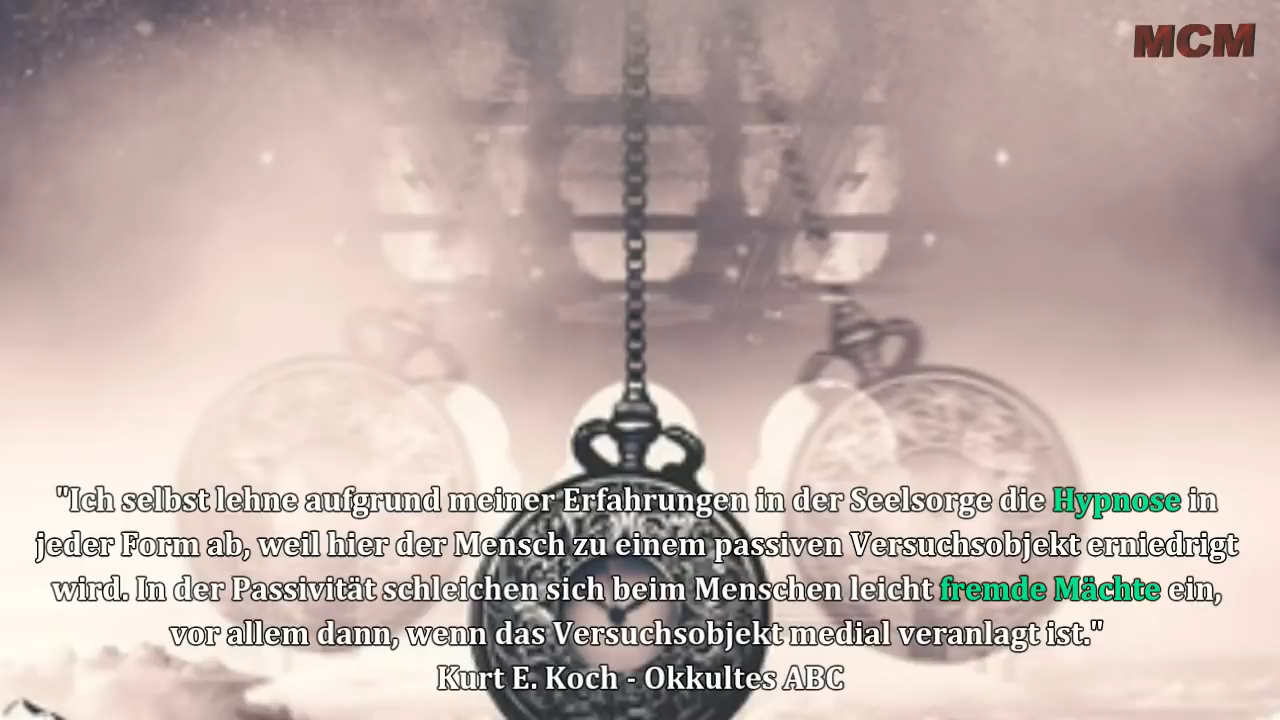 MCM
"Ich selbst lehne aufgrund meiner Erfahrungen in der Seelsorge die Hypnose in
jeder Form ab, weil hier der Mensch zu einem passiven Versuchsobjekt erniedrigt
wird. In der Passivität schleichen sich beim Menschen leicht fremde Mächte ein,
vor allem dann, wenn das Versuchsobjekt medial veranlagt ist."
Kurt E. Koch - Okkultes ABC